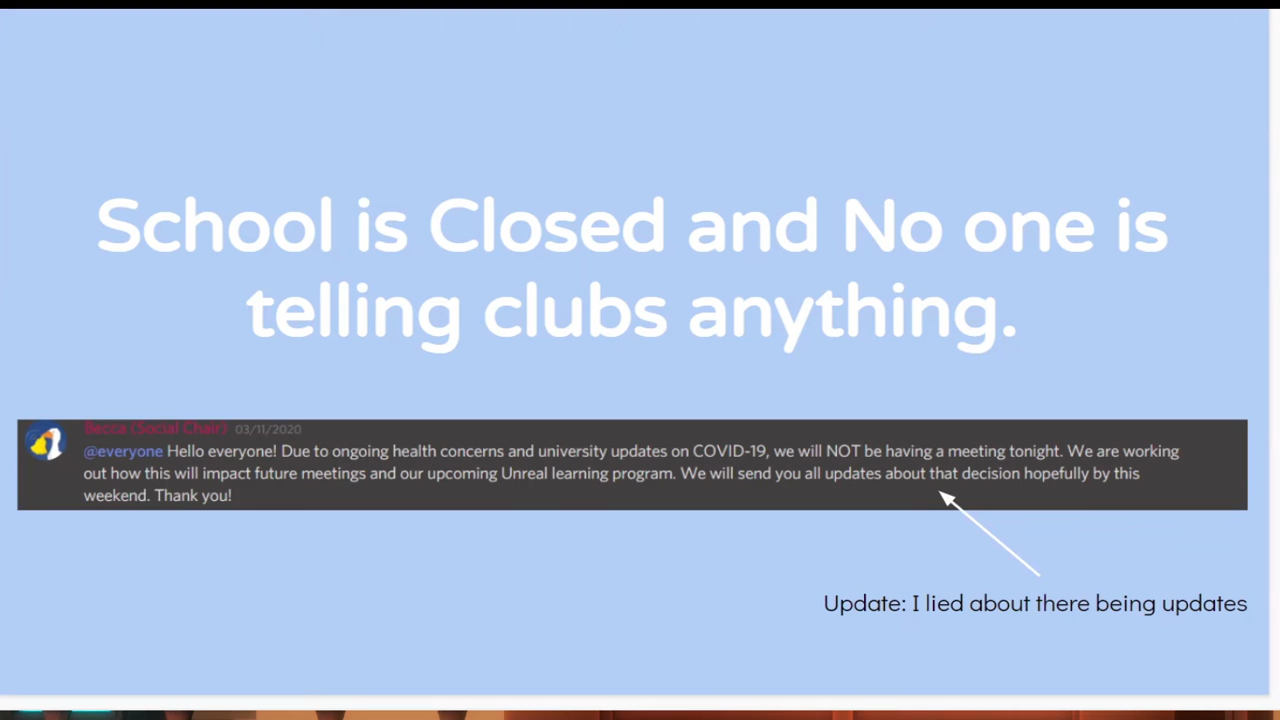 School is Closed and No one is
telling clubs anything.
Becca (Social Chair) 03/11/2020
@everyone Hello everyone! Due to ongoing health concerns and university updates on COVID-19, we will NOT be having a meeting tonight. We are working
out how this will impact future meetings and our upcoming Unreal learning program. We will send you all updates about that decision hopefully by this
weekend. Thank you!
Update: I lied about there being updates